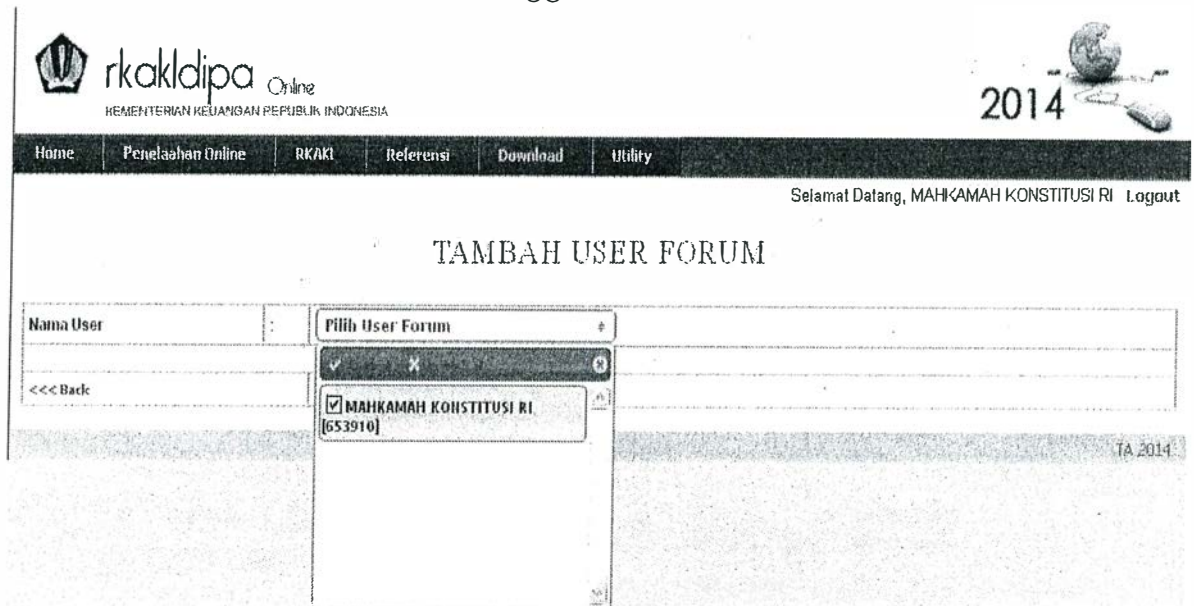 rkakldipa Online
KEMENTERIAN KEUANGAN REPUBLIK INDONESIA
2014
Home Penelaahan Online RKAKL Referensi Download Utility
Selamat Datang, MAHKAMAH KONSTITUSI RI Logout
TAMBAH USER FORUM
Nama User : Pilih User Forum
<<< Back
MAHKAMAH KONSTITUSI RI
[653910]
TA 2014